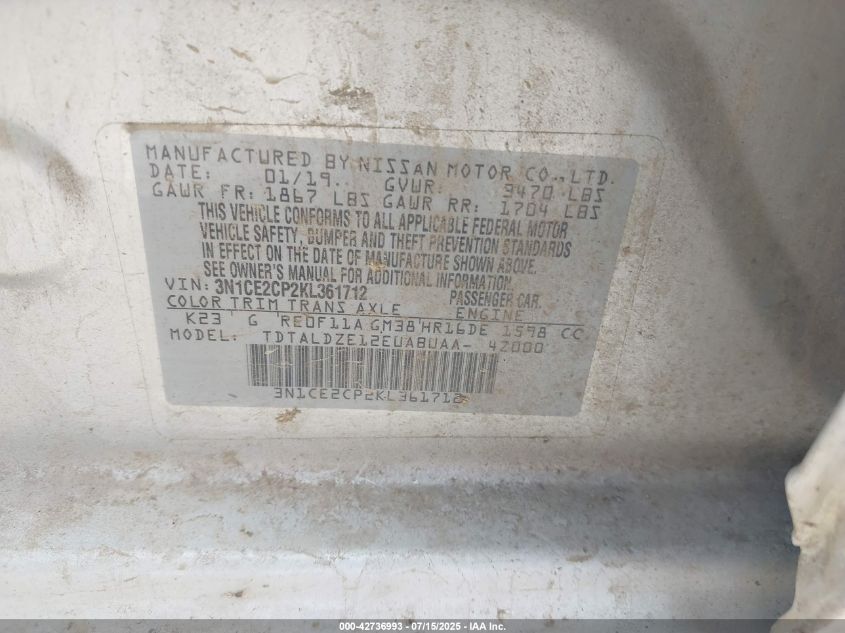 MANUFACTURED BY NISSAN MOTOR CO.,LTD.
DATE: 01/19 GVWR: 3470 LBS
GAWR FR: 1867 LBS GAWR RR: 1704 LBS
THIS VEHICLE CONFORMS TO ALL APPLICABLE FEDERAL MOTOR
VEHICLE SAFETY, BUMPER AND THEFT PREVENTION STANDARDS
IN EFFECT ON THE DATE OF MANUFACTURE SHOWN ABOVE.
SEE OWNER'S MANUAL FOR ADDITIONAL INFORMATION.
VIN: 3N1CE2CP2KL361712 PASSENGER CAR
COLOR TRIM TRANS AXLE ENGINE
K23 G RE0F11A GM38 HR16DE 1598 CC
MODEL: TDTALDZE12EUABUAA- 42000
3N1CE2CP2KL361712
000-42736993 - 07/15/2025 - IAA Inc.